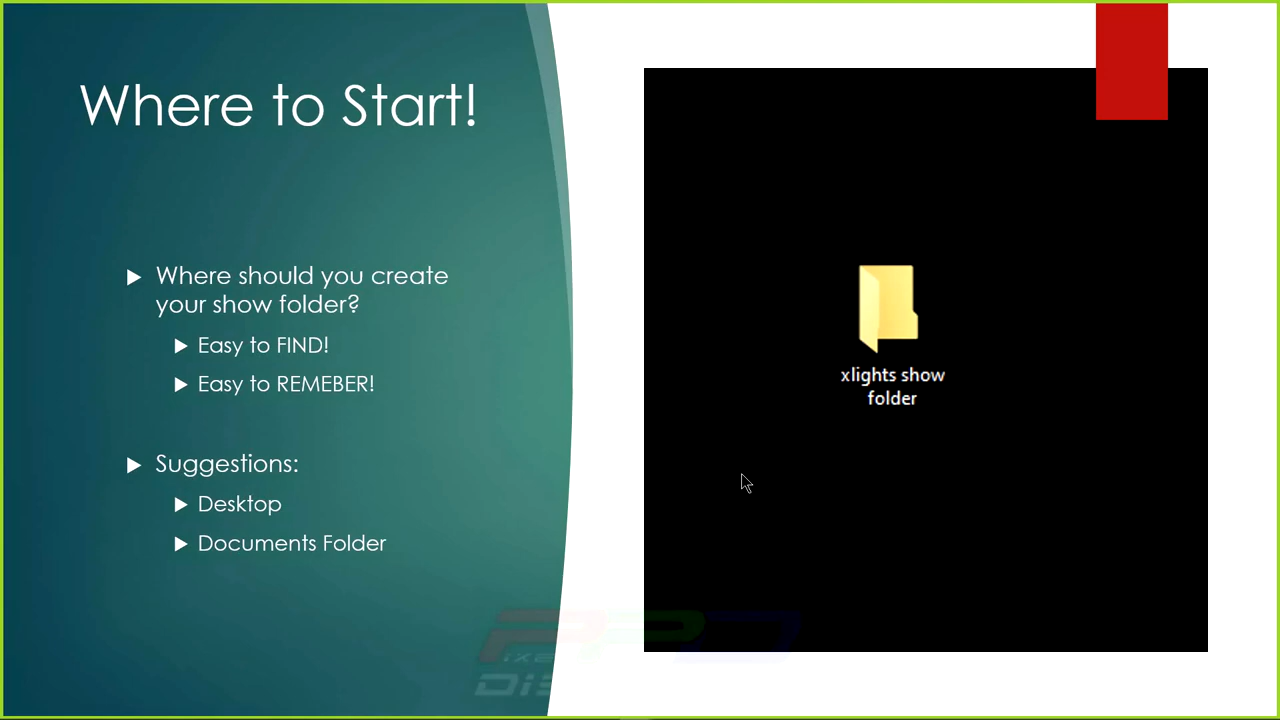 Where to Start!
Where should you create
your show folder?
Easy to FIND!
Easy to REMEBER!
Suggestions:
Desktop
Documents Folder
xlights show
folder
PPD